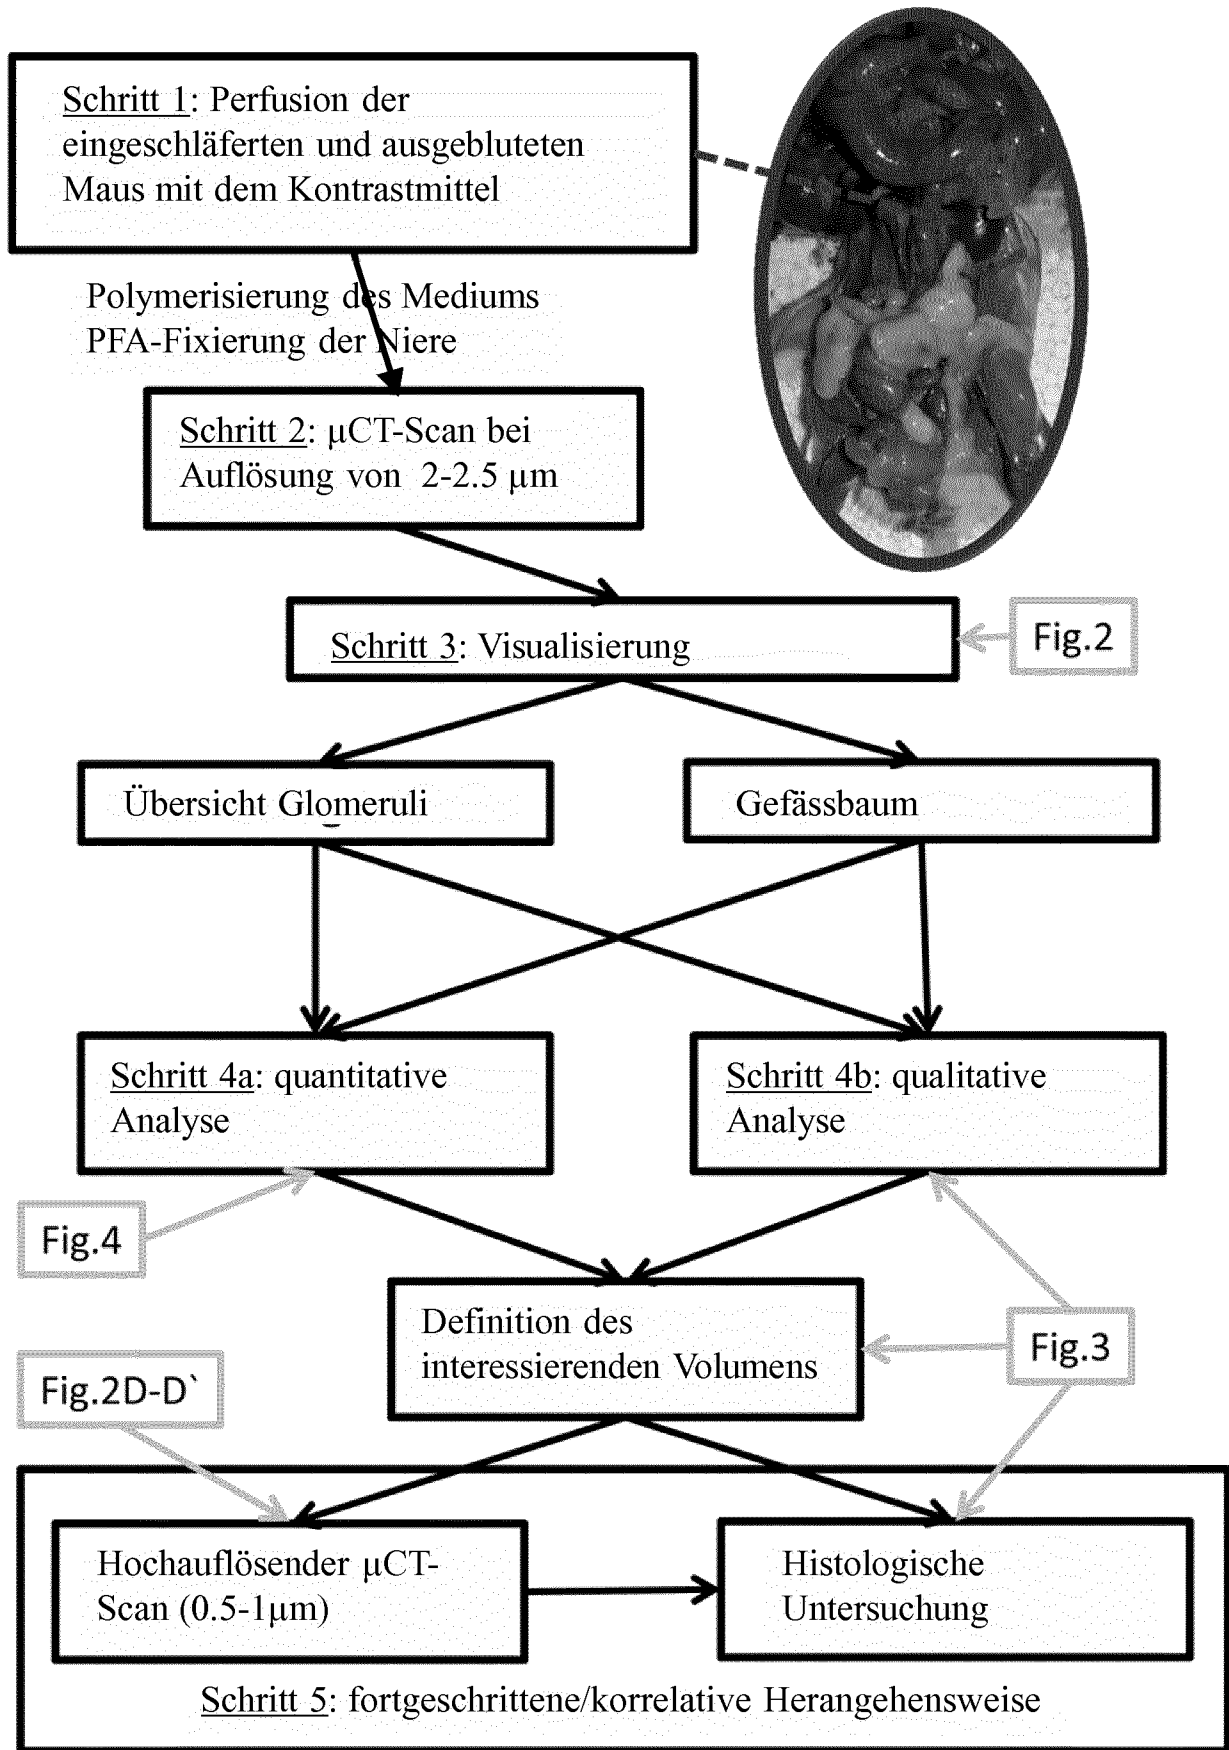 Schritt 1: Perfusion der
eingeschläferten und ausgebluteten
Maus mit dem Kontrastmittel
Polymerisierung des Mediums
PFA-Fixierung der Niere
Schritt 2: µCT-Scan bei
Auflösung von 2-2.5 µm
Schritt 3: Visualisierung
Fig.2
Übersicht Glomeruli
Gefässbaum
Schritt 4a: quantitative
Analyse
Schritt 4b: qualitative
Analyse
Fig.4
Definition des
interessierenden Volumens
Fig.3
Fig.2D-D`
Hochauflösender µCT-
Scan (0.5-1µm)
Histologische
Untersuchung
Schritt 5: fortgeschrittene/korrelative Herangehensweise